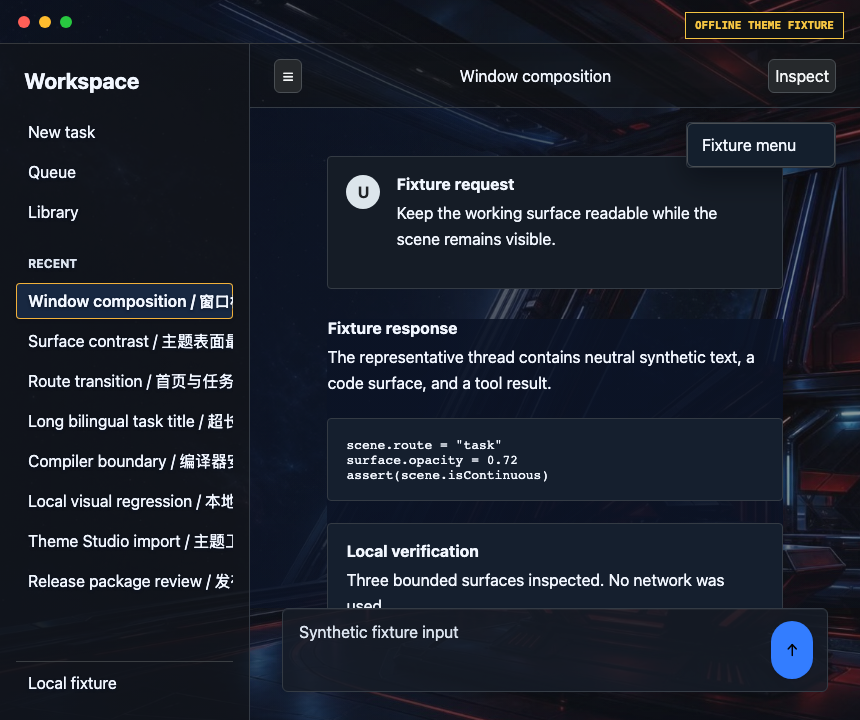 OFFLINE THEME FIXTURE
Workspace
New task
Queue
Library
RECENT
Window composition / 窗口
Surface contrast / 主题表面
Route transition / 首页与任务
Long bilingual task title / 超
Compiler boundary / 编译器
Local visual regression / 本地
Theme Studio import / 主题
Release package review / 发
Local fixture
Window composition
Inspect
Fixture menu
U
Fixture request
Keep the working surface readable while the
scene remains visible.
Fixture response
The representative thread contains neutral synthetic text, a
code surface, and a tool result.
scene.route = "task"
surface.opacity = 0.72
assert(scene.isContinuous)
Local verification
Three bounded surfaces inspected. No network was
used
Synthetic fixture input